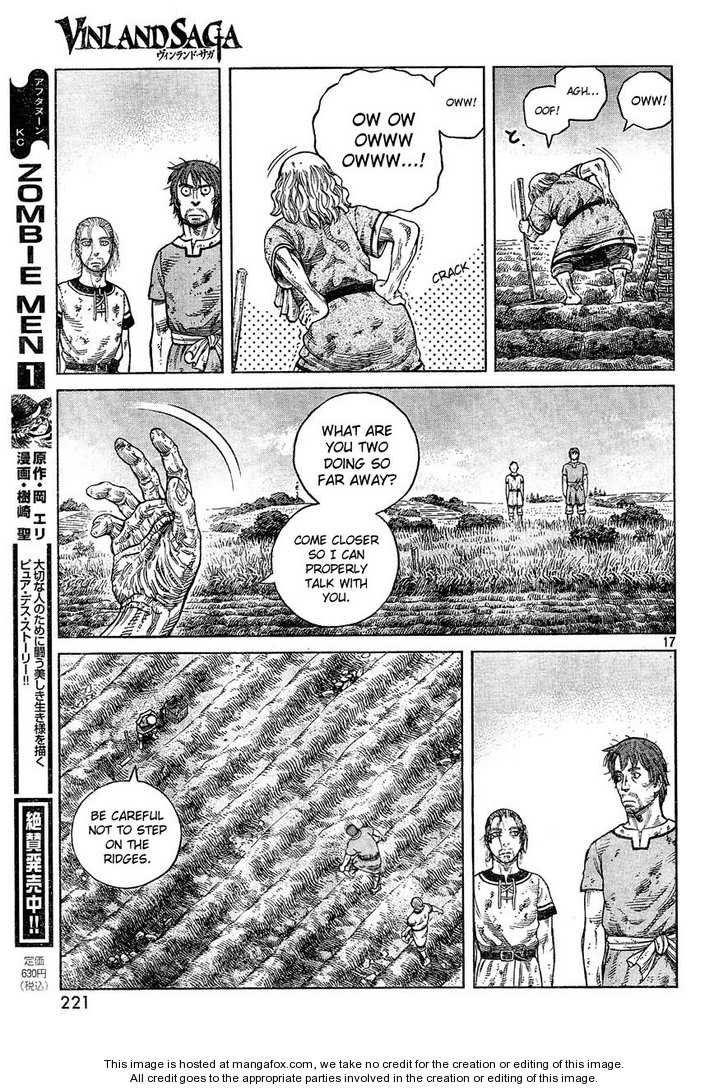 VINLAND SAGA
ヴィンランド・サガ
アフタヌーン
KC
ZOMBIE MEN 1
原作・岡 エリ
漫画・樹崎 聖
大切な人のために闘う美しき生き様を描く
ピュア・デス・ストーリー!!
絶賛発売中!!
定価
630円
(税込)
OWW!
AGH...
OOF!
OWW!
OW OW
OWWW
OWWW...!
CRACK
WHAT ARE
YOU TWO
DOING SO
FAR AWAY?
COME CLOSER
SO I CAN
PROPERLY
TALK WITH
YOU.
17
BE CAREFUL
NOT TO STEP
ON THE
RIDGES.
221
This image is hosted at mangafox.com, we take no credit for the creation or editing of this image.
All credit goes to the appropriate parties involved in the creation or editing of this image.